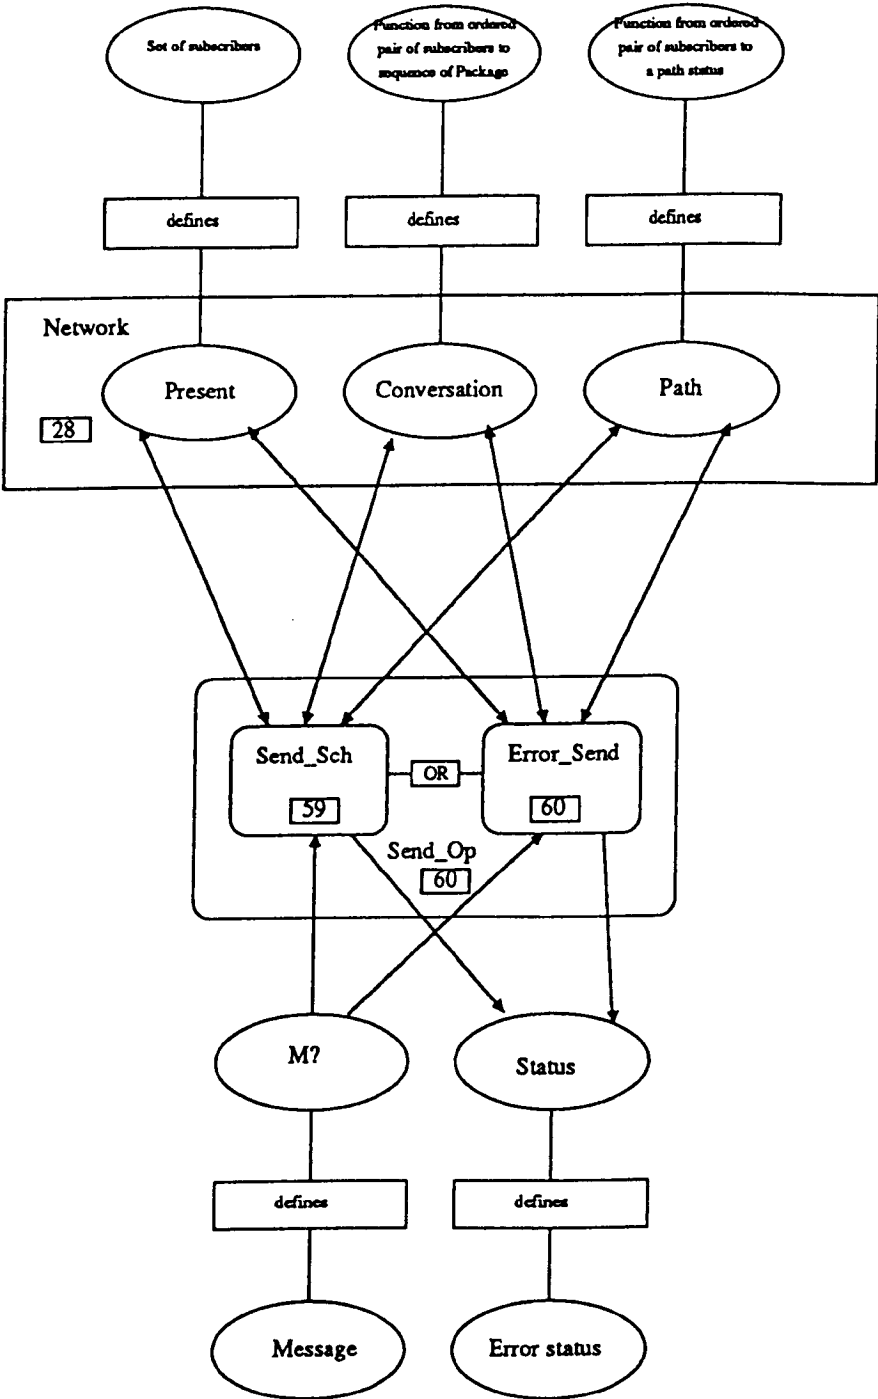 Set of subscribers
Function from ordered
pair of subscribers to
sequence of Package
Function from ordered
pair of subscribers to
a path status
defines
defines
defines
Network
Present
Conversation
Path
28
Send_Sch
OR
Error_Send
59
60
Send_Op
60
M?
Status
defines
defines
Message
Error status